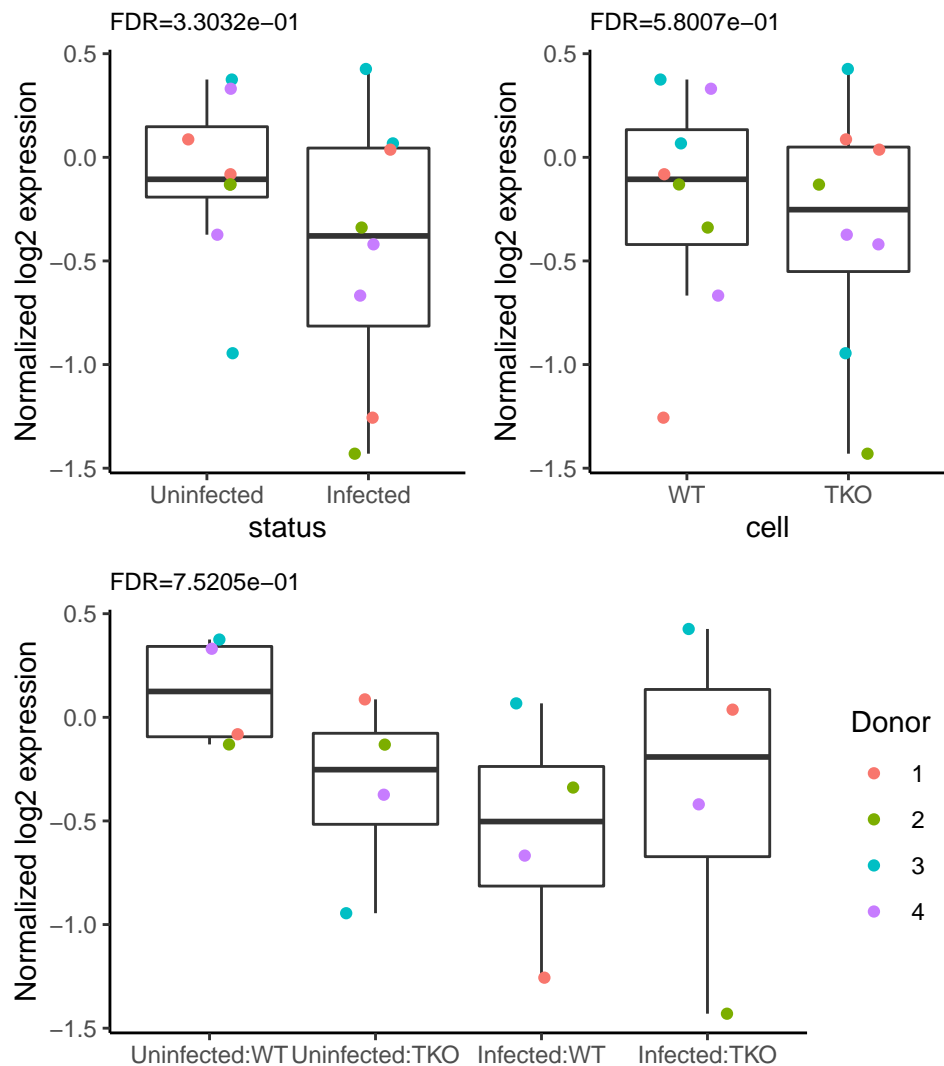 FDR=3.3032e−01
Normalized log2 expression
0.5
0.0
−0.5
−1.0
−1.5
Uninfected Infected
status
FDR=5.8007e−01
Normalized log2 expression
0.5
0.0
−0.5
−1.0
−1.5
WT TKO
cell
FDR=7.5205e−01
Normalized log2 expression
0.5
0.0
−0.5
−1.0
−1.5
Uninfected:WT Uninfected:TKO Infected:WT Infected:TKO
Donor
1
2
3
4